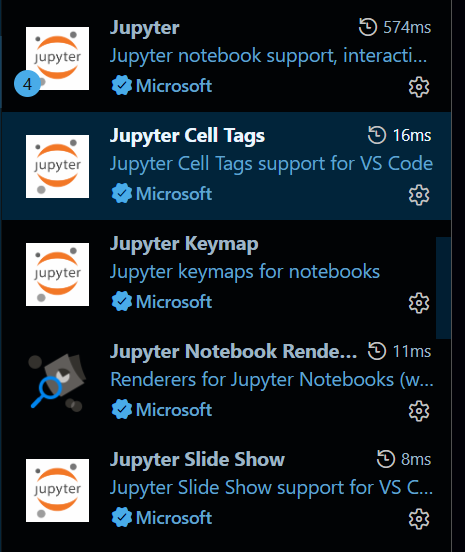 Jupyter 574ms
Jupyter notebook support, interacti...
Microsoft
jupyter
4
Jupyter Cell Tags 16ms
Jupyter Cell Tags support for VS Code
Microsoft
jupyter
Jupyter Keymap
Jupyter keymaps for notebooks
Microsoft
jupyter
Jupyter Notebook Rende... 11ms
Renderers for Jupyter Notebooks (w...
Microsoft
Jupyter Slide Show 8ms
Jupyter Slide Show support for VS C...
Microsoft
jupyter